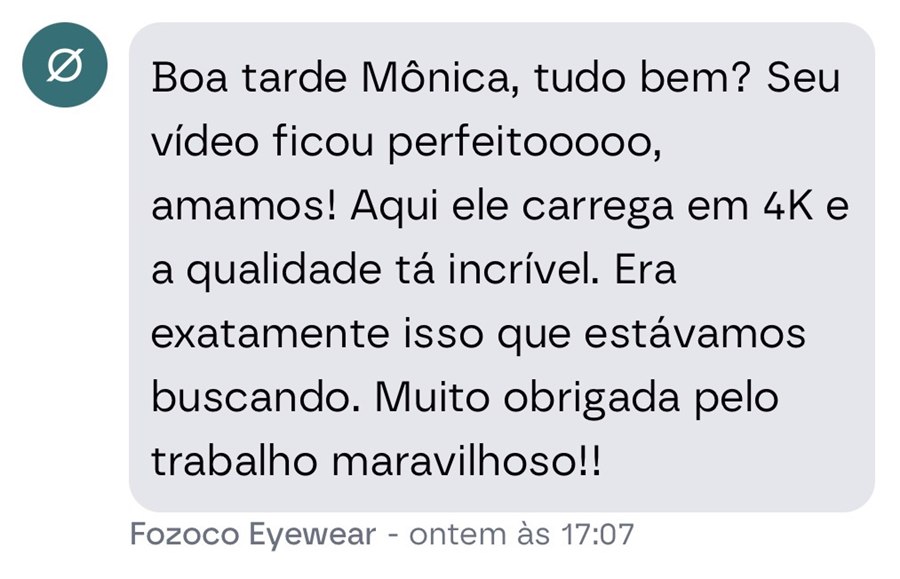 Boa tarde Mônica, tudo bem? Seu
vídeo ficou perfeitooooo,
amamos! Aqui ele carrega em 4K e
a qualidade tá incrível. Era
exatamente isso que estávamos
buscando. Muito obrigada pelo
trabalho maravilhoso!!
Fozoco Eyewear - ontem às 17:07